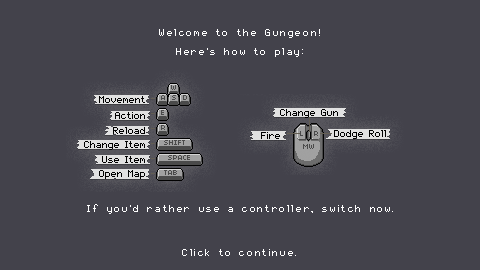 Welcome to the Gungeon!
Here's how to play:
W
Movement A S D
Action E
Reload R
Change Item SHIFT
Use Item SPACE
Open Map TAB
Change Gun
Fire L R Dodge Roll
MW
If you'd rather use a controller, switch now.
Click to continue.